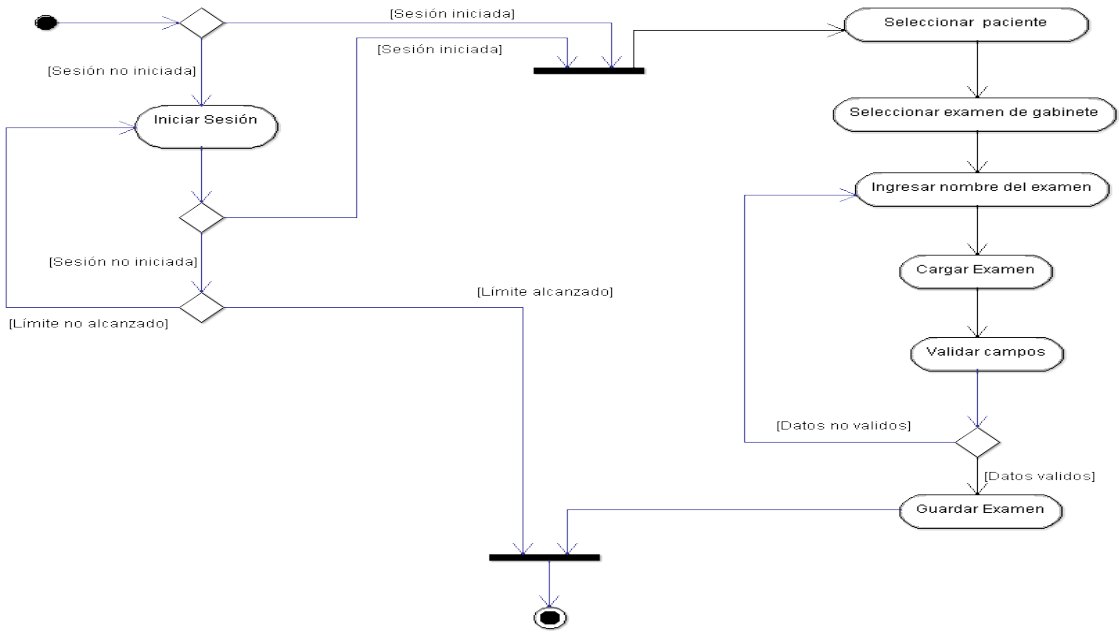 [Sesión iniciada]
[Sesión iniciada]
[Sesión no iniciada]
Iniciar Sesión
[Sesión no iniciada]
[Límite no alcanzado]
[Límite alcanzado]
Seleccionar paciente
Seleccionar examen de gabinete
Ingresar nombre del examen
Cargar Examen
Validar campos
[Datos no validos]
[Datos validos]
Guardar Examen